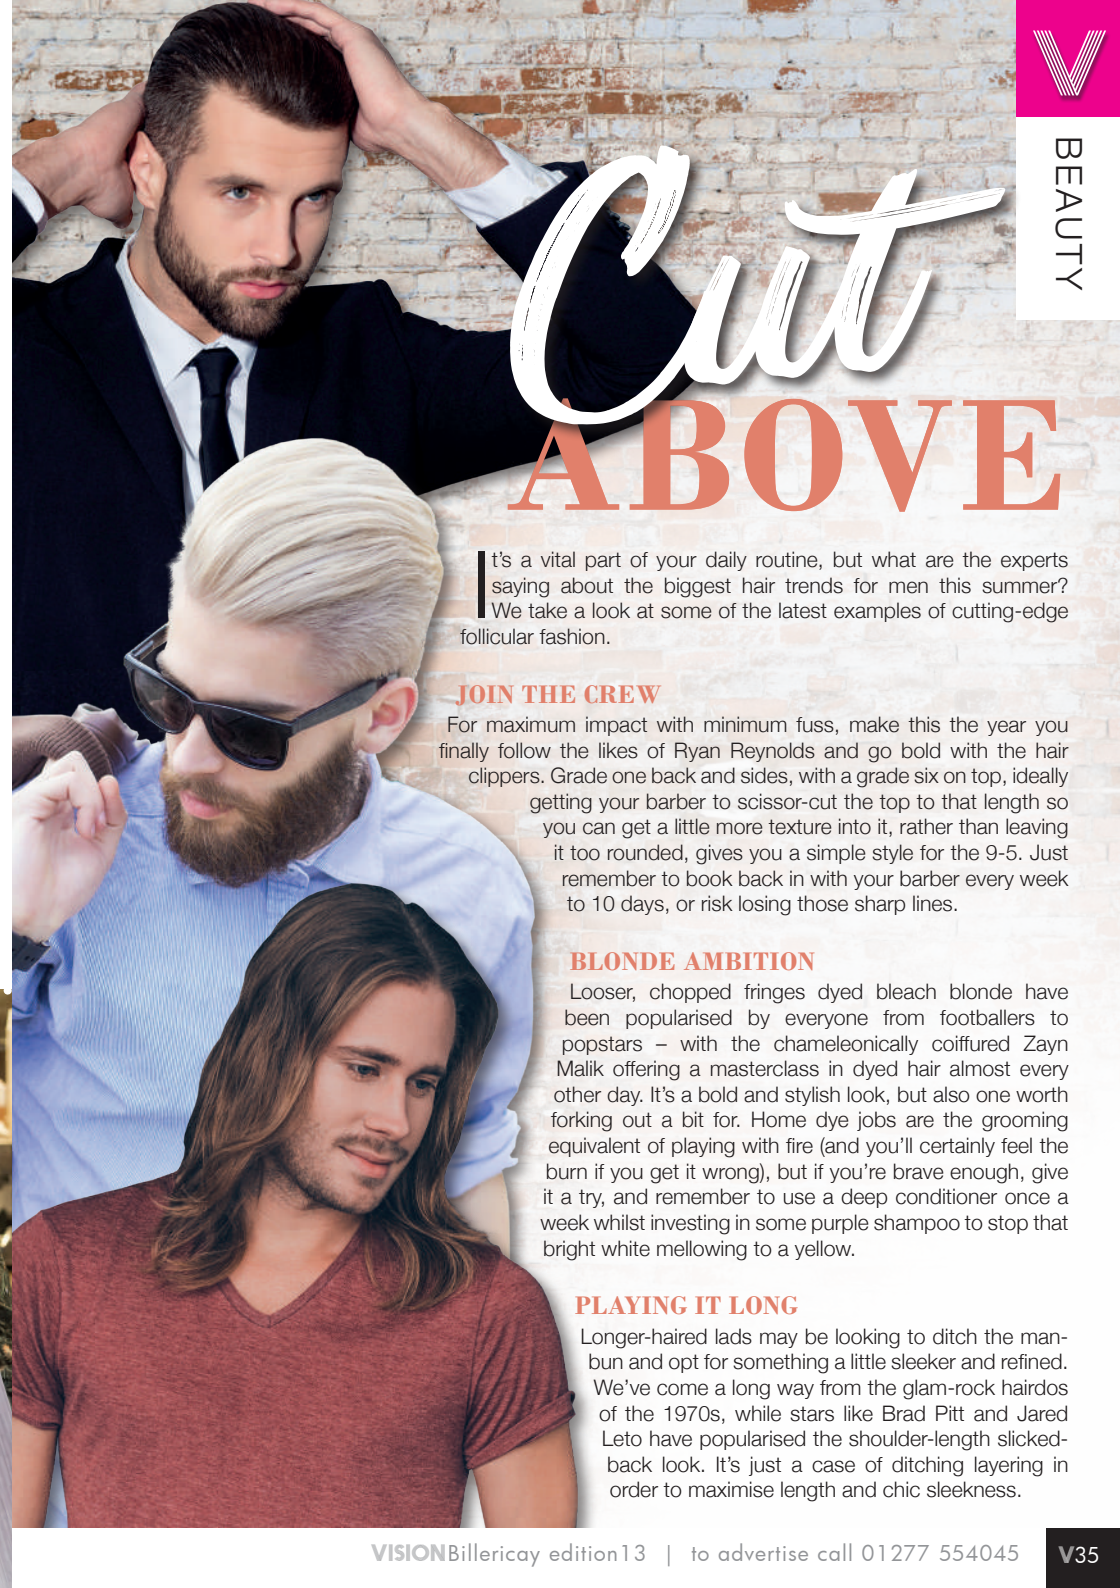 V
BEAUTY
Cut
ABOVE
It's a vital part of your daily routine, but what are the experts
saying about the biggest hair trends for men this summer?
We take a look at some of the latest examples of cutting-edge
follicular fashion.
JOIN THE CREW
For maximum impact with minimum fuss, make this the year you
finally follow the likes of Ryan Reynolds and go bold with the hair
clippers. Grade one back and sides, with a grade six on top, ideally
getting your barber to scissor-cut the top to that length so
you can get a little more texture into it, rather than leaving
it too rounded, gives you a simple style for the 9-5. Just
remember to book back in with your barber every week
to 10 days, or risk losing those sharp lines.
BLONDE AMBITION
Looser, chopped fringes dyed bleach blonde have
been popularised by everyone from footballers to
popstars – with the chameleonically coiffured Zayn
Malik offering a masterclass in dyed hair almost every
other day. It's a bold and stylish look, but also one worth
forking out a bit for. Home dye jobs are the grooming
equivalent of playing with fire (and you'll certainly feel the
burn if you get it wrong), but if you're brave enough, give
it a try, and remember to use a deep conditioner once a
week whilst investing in some purple shampoo to stop that
bright white mellowing to a yellow.
PLAYING IT LONG
Longer-haired lads may be looking to ditch the man-
bun and opt for something a little sleeker and refined.
We've come a long way from the glam-rock hairdos
of the 1970s, while stars like Brad Pitt and Jared
Leto have popularised the shoulder-length slicked-
back look. It's just a case of ditching layering in
order to maximise length and chic sleekness.
VISIONBillericay edition13 | to advertise call 01277 554045
V35